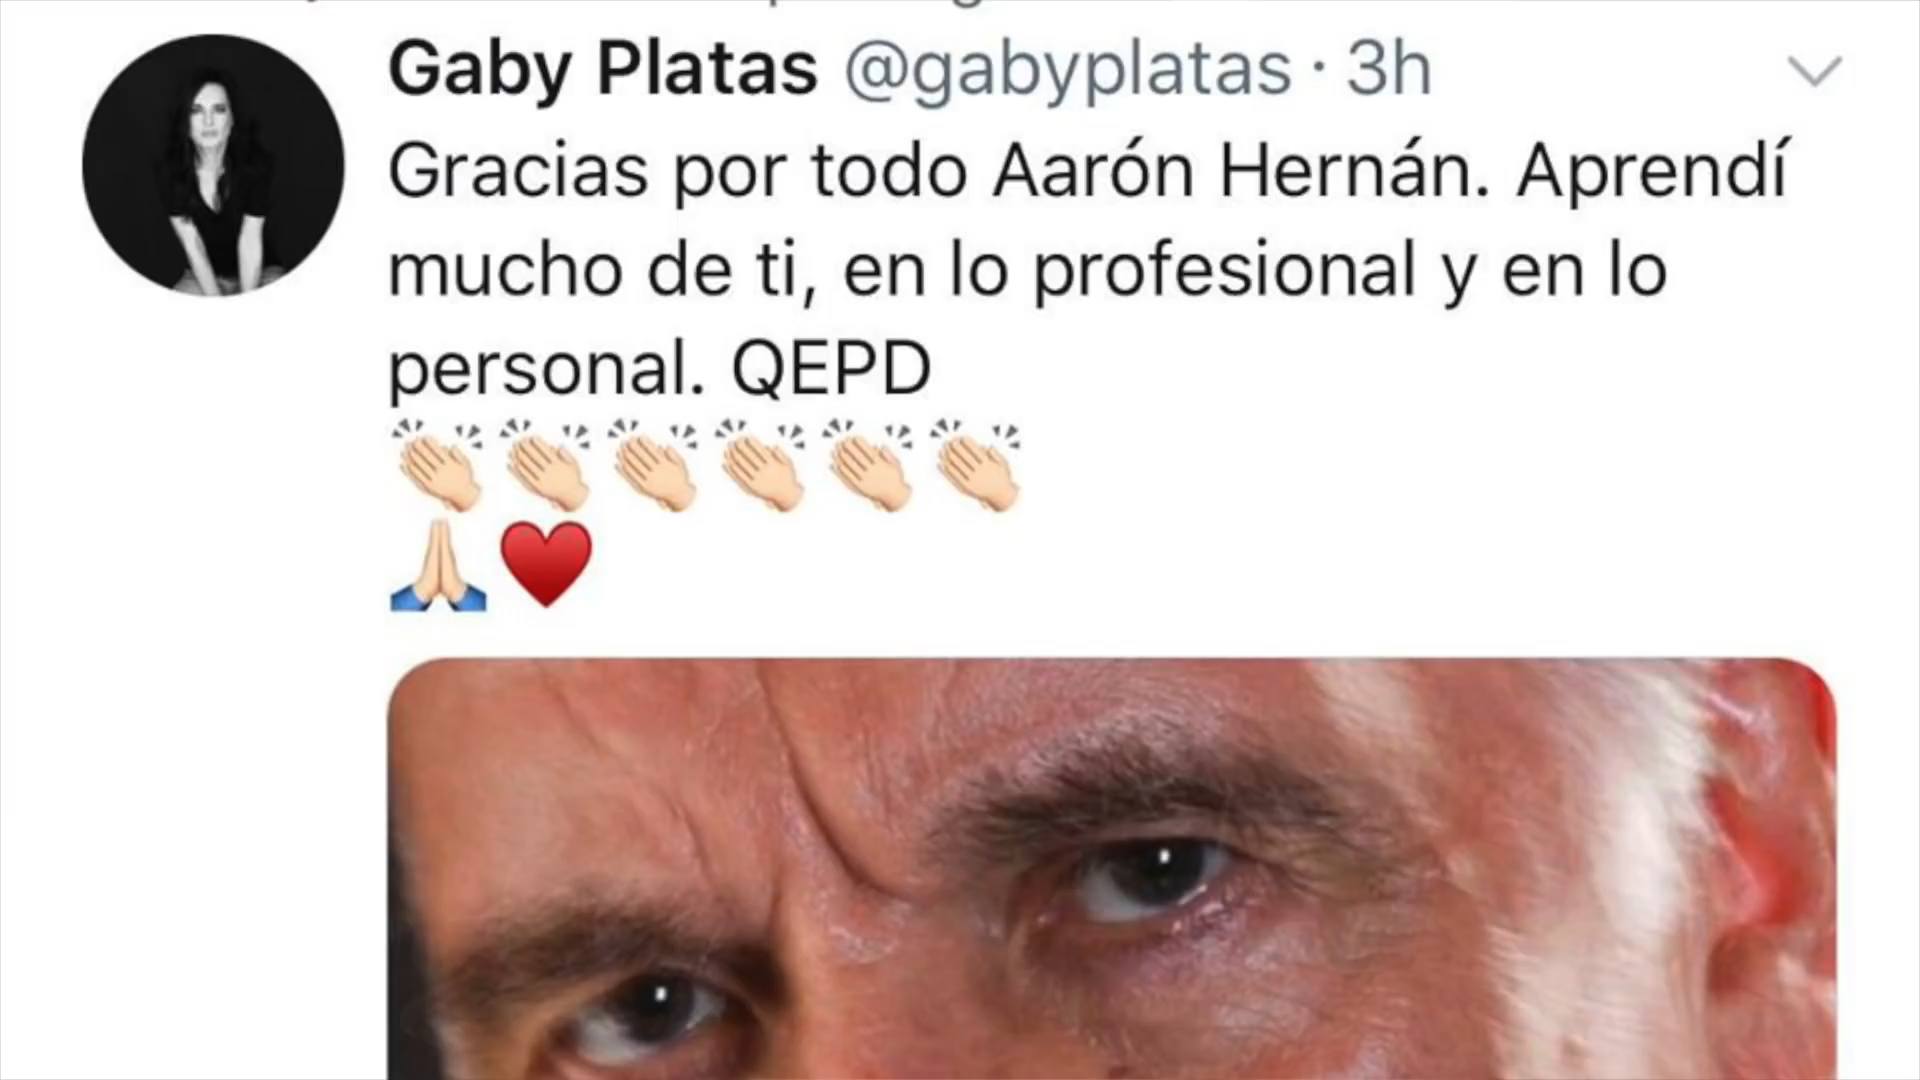 Gaby Platas @gabyplatas · 3h
Gracias por todo Aarón Hernán. Aprendí
mucho de ti, en lo profesional y en lo
personal. QEPD
👏🏻👏🏻👏🏻👏🏻👏🏻👏🏻
🙏🏻♥️